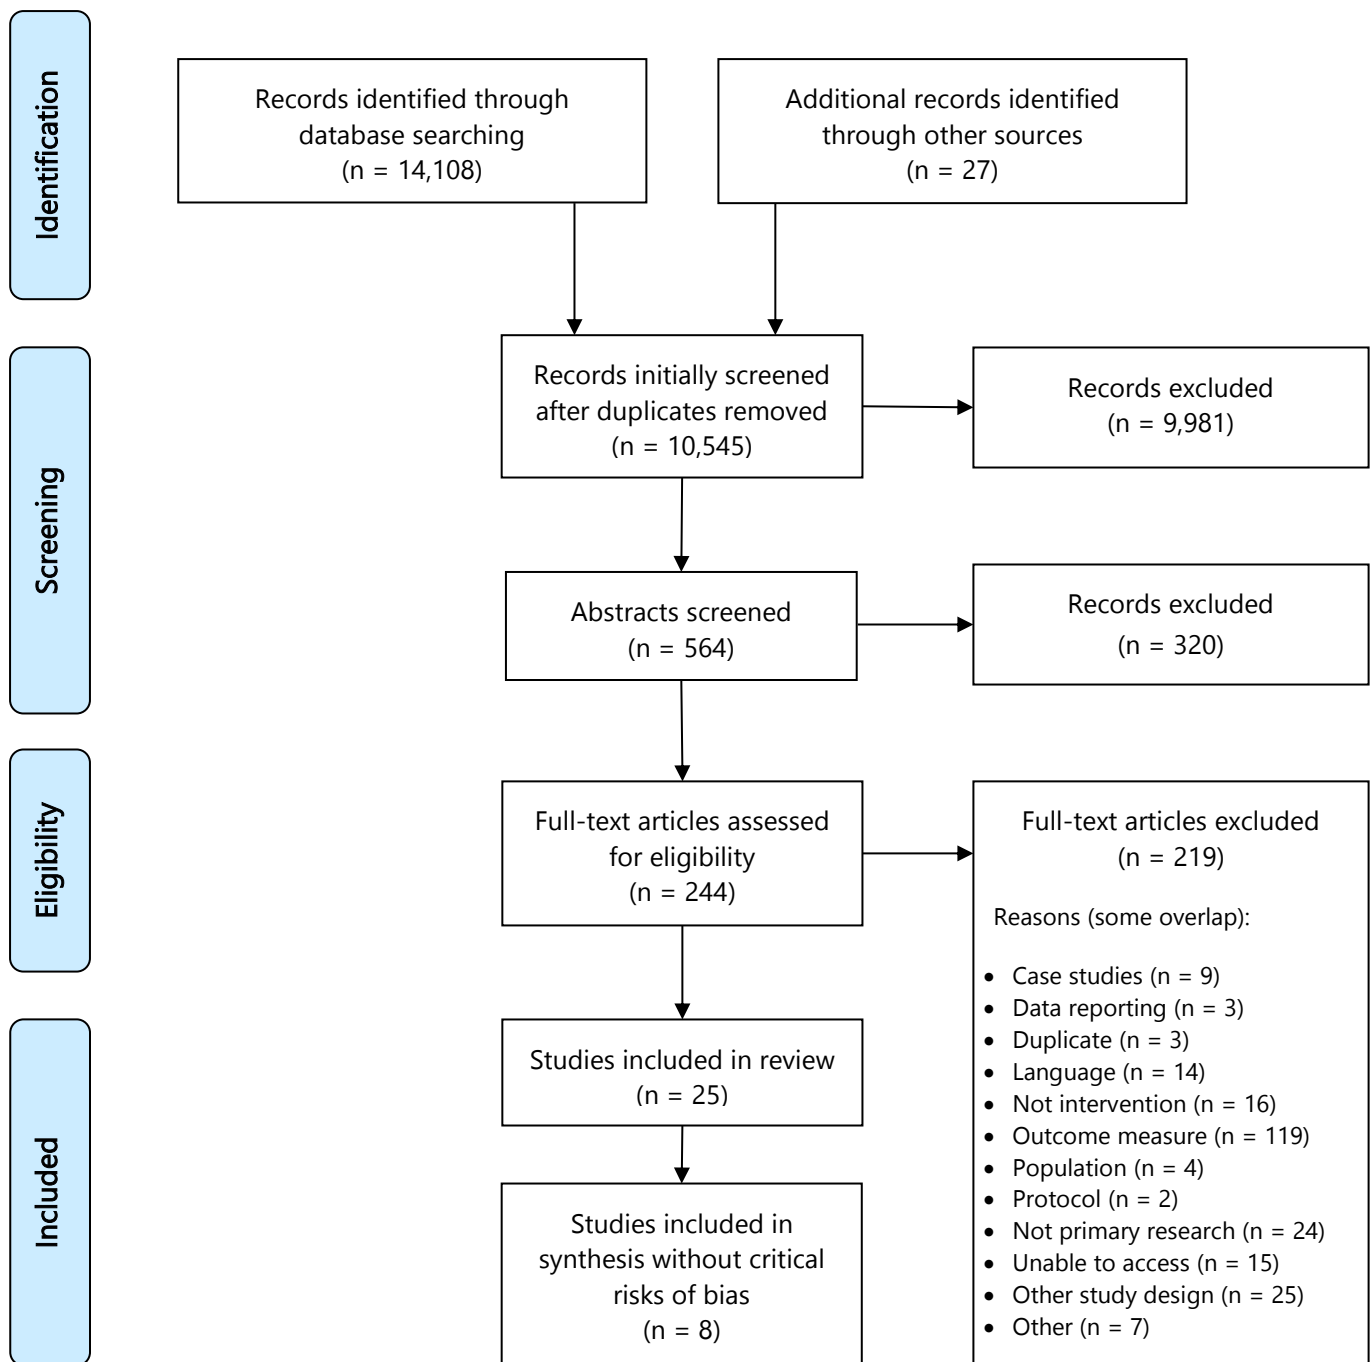 Identification
Records identified through
database searching
(n = 14,108)
Additional records identified
through other sources
(n = 27)
Screening
Records initially screened
after duplicates removed
(n = 10,545)
Records excluded
(n = 9,981)
Abstracts screened
(n = 564)
Records excluded
(n = 320)
Eligibility
Full-text articles assessed
for eligibility
(n = 244)
Full-text articles excluded
(n = 219)
Reasons (some overlap):
• Case studies (n = 9)
• Data reporting (n = 3)
• Duplicate (n = 3)
• Language (n = 14)
• Not intervention (n = 16)
• Outcome measure (n = 119)
• Population (n = 4)
• Protocol (n = 2)
• Not primary research (n = 24)
• Unable to access (n = 15)
• Other study design (n = 25)
• Other (n = 7)
Included
Studies included in review
(n = 25)
Studies included in
synthesis without critical
risks of bias
(n = 8)